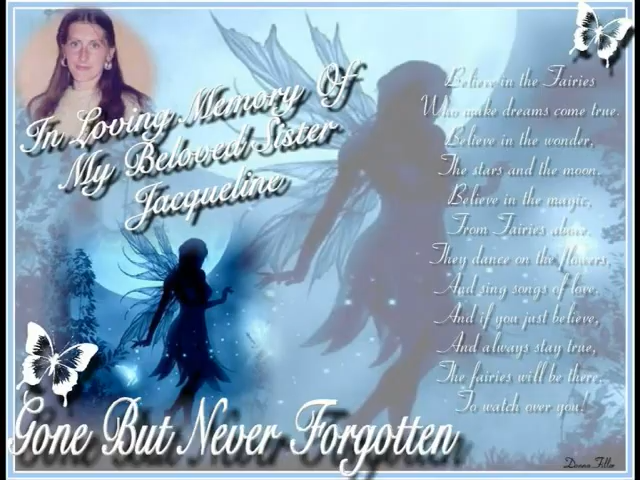 In Loving Memory Of
My Beloved Sister
Jacqueline
Believe in the Fairies
Who make dreams come true.
Believe in the wonder,
The stars and the moon.
Believe in the magic,
From Fairies above.
They dance on the flowers,
And sing songs of love.
And if you just believe,
And always stay true,
The fairies will be there,
To watch over you!
Gone But Never Forgotten
Donna